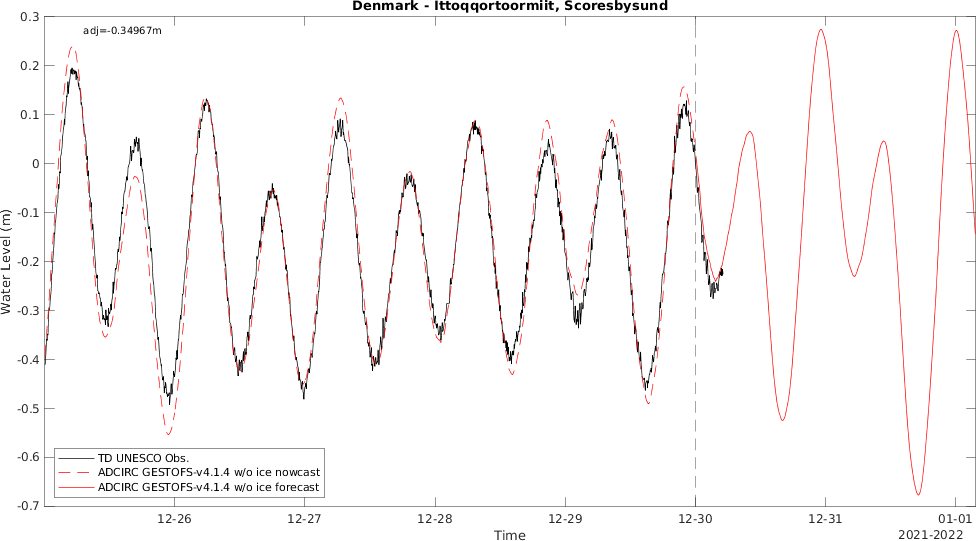 Denmark - Ittoqqortoormiit, Scoresbysund
adj=-0.34967m
0.3
0.2
0.1
0
-0.1
-0.2
-0.3
-0.4
-0.5
-0.6
-0.7
Water Level (m)
TD UNESCO Obs.
ADCIRC GESTOFS-v4.1.4 w/o ice nowcast
ADCIRC GESTOFS-v4.1.4 w/o ice forecast
12-26 12-27 12-28 12-29 12-30 12-31 01-01
Time
2021-2022